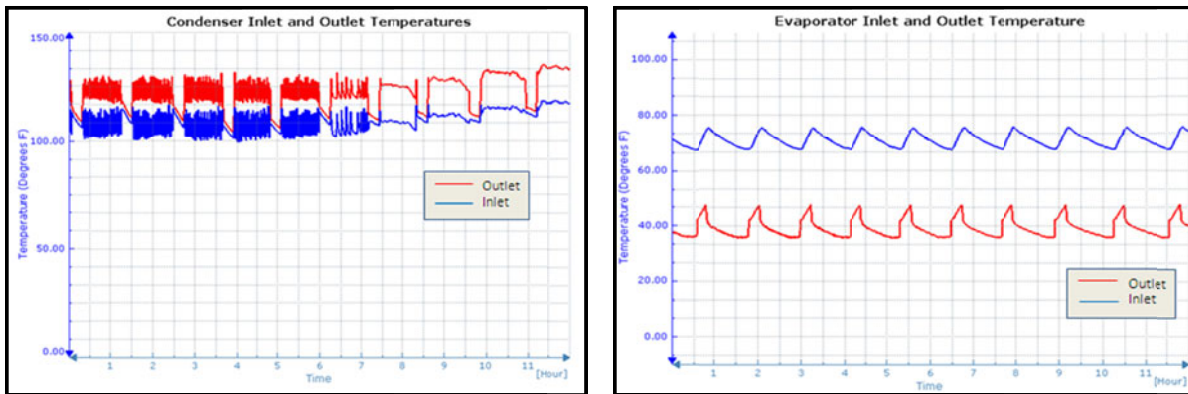 Condenser Inlet and Outlet Temperatures
150.00
100.00
50.00
0.00
Temperature (Degrees F)
Outlet
Inlet
1 2 3 4 5 6 7 8 9 10 11
Time
[Hour]
Evaporator Inlet and Outlet Temperature
100.00
80.00
60.00
40.00
20.00
0.00
Temperature (Degrees F)
Outlet
Inlet
1 2 3 4 5 6 7 8 9 10 11
Time
[Hour]